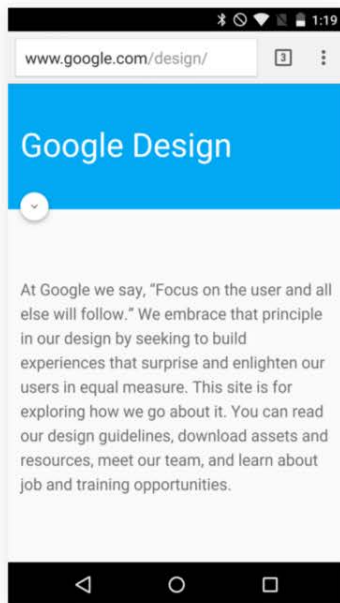 1:19
www.google.com/design/
3
Google Design
At Google we say, “Focus on the user and all
else will follow.” We embrace that principle
in our design by seeking to build
experiences that surprise and enlighten our
users in equal measure. This site is for
exploring how we go about it. You can read
our design guidelines, download assets and
resources, meet our team, and learn about
job and training opportunities.